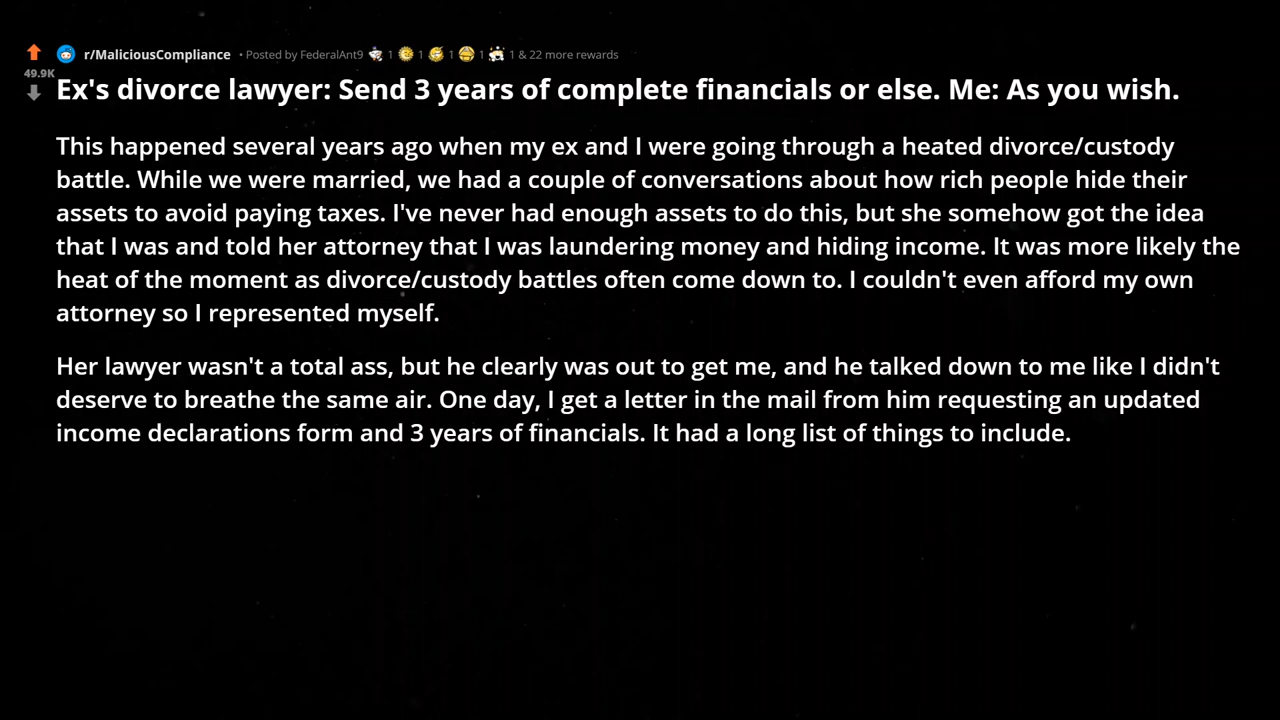 r/MaliciousCompliance • Posted by FederalAnt9 1 1 1 1 1 & 22 more rewards
49.9K
Ex's divorce lawyer: Send 3 years of complete financials or else. Me: As you wish.
This happened several years ago when my ex and I were going through a heated divorce/custody
battle. While we were married, we had a couple of conversations about how rich people hide their
assets to avoid paying taxes. I've never had enough assets to do this, but she somehow got the idea
that I was and told her attorney that I was laundering money and hiding income. It was more likely the
heat of the moment as divorce/custody battles often come down to. I couldn't even afford my own
attorney so I represented myself.
Her lawyer wasn't a total ass, but he clearly was out to get me, and he talked down to me like I didn't
deserve to breathe the same air. One day, I get a letter in the mail from him requesting an updated
income declarations form and 3 years of financials. It had a long list of things to include.